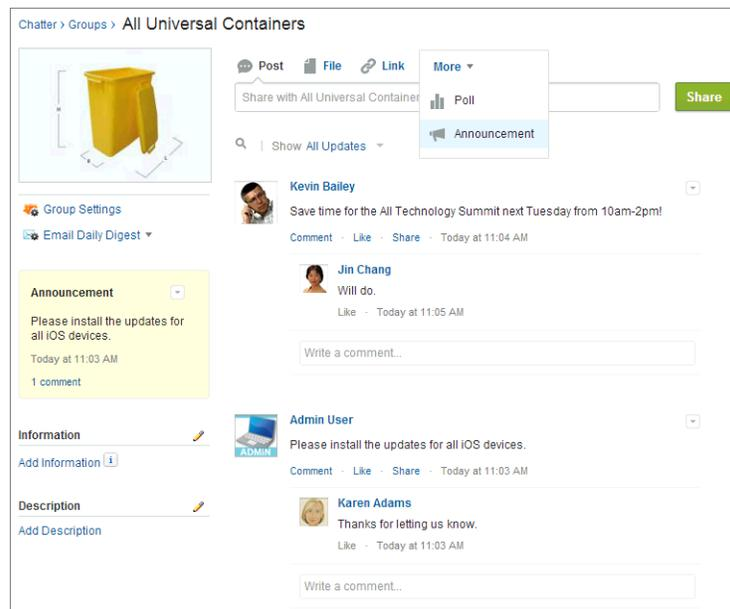 Chatter › Groups › All Universal Containers
H
B
L
Group Settings
Email Daily Digest
Announcement
Please install the updates for
all iOS devices.
Today at 11:03 AM
1 comment
Information
Add Information i
Description
Add Description
Post File Link More
Poll
Announcement
Share with All Universal Container
Share
Show All Updates
Kevin Bailey
Save time for the All Technology Summit next Tuesday from 10am-2pm!
Comment · Like · Share · Today at 11:04 AM
Jin Chang
Will do.
Like · Today at 11:05 AM
Write a comment...
ADMIN
Admin User
Please install the updates for all iOS devices.
Comment · Like · Share · Today at 11:03 AM
Karen Adams
Thanks for letting us know.
Like · Today at 11:03 AM
Write a comment...